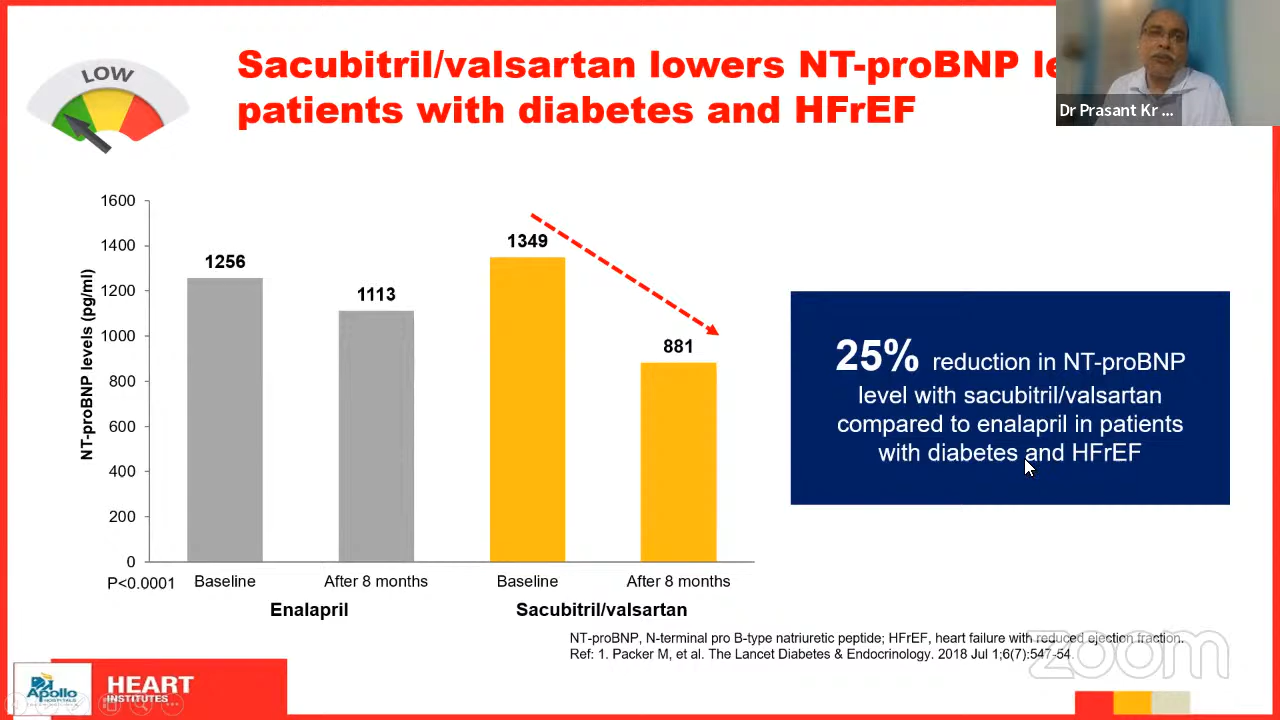 LOW
Sacubitril/valsartan lowers NT-proBNP
patients with diabetes and HFrEF
Dr Prasant Kr ...
1600
1400
1200
1000
800
600
400
200
0
NT-proBNP levels (pg/ml)
1256
1113
1349
881
P<0.0001
Baseline
After 8 months
Baseline
After 8 months
Enalapril
Sacubitril/valsartan
25% reduction in NT-proBNP
level with sacubitril/valsartan
compared to enalapril in patients
with diabetes and HFrEF
NT-proBNP, N-terminal pro B-type natriuretic peptide; HFrEF, heart failure with reduced ejection fraction.
Ref: 1. Packer M, et al. The Lancet Diabetes & Endocrinology. 2018 Jul 1;6(7):547-54.
zoom
Apollo
HOSPITALS
HEART
INSTITUTES